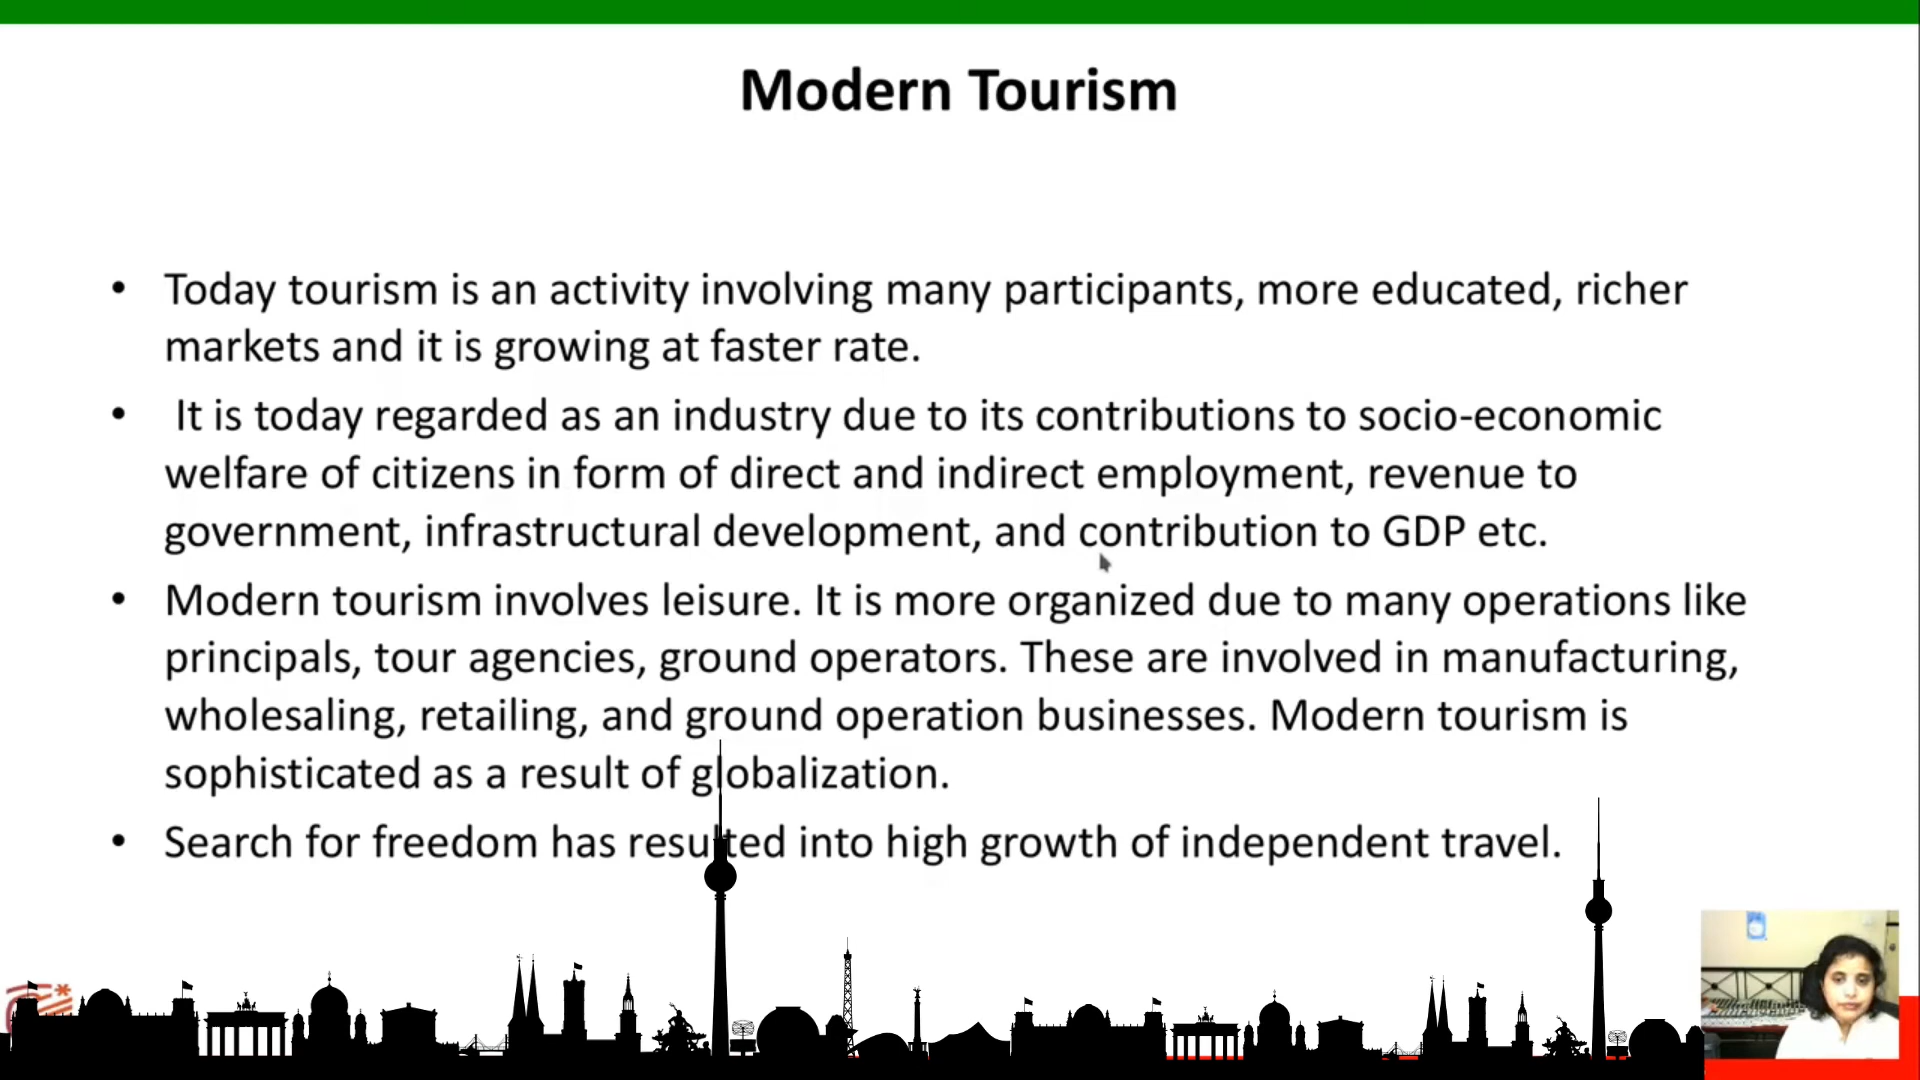 Modern Tourism
• Today tourism is an activity involving many participants, more educated, richer
markets and it is growing at faster rate.
• It is today regarded as an industry due to its contributions to socio-economic
welfare of citizens in form of direct and indirect employment, revenue to
government, infrastructural development, and contribution to GDP etc.
• Modern tourism involves leisure. It is more organized due to many operations like
principals, tour agencies, ground operators. These are involved in manufacturing,
wholesaling, retailing, and ground operation businesses. Modern tourism is
sophisticated as a result of globalization.
• Search for freedom has resulted into high growth of independent travel.